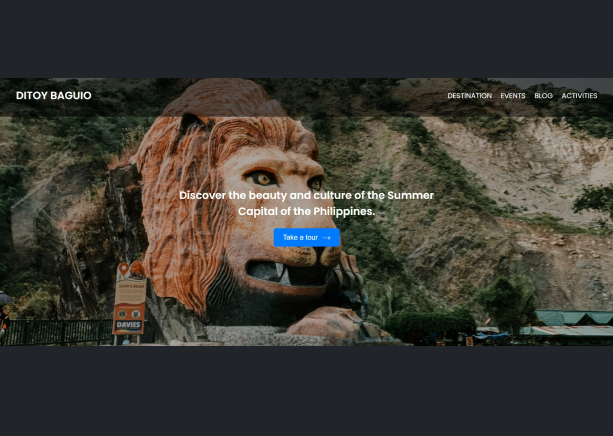 DITOY BAGUIO
DESTINATION EVENTS BLOG ACTIVITIES
Discover the beauty and culture of the Summer
Capital of the Philippines.
Take a tour →
DAVIES